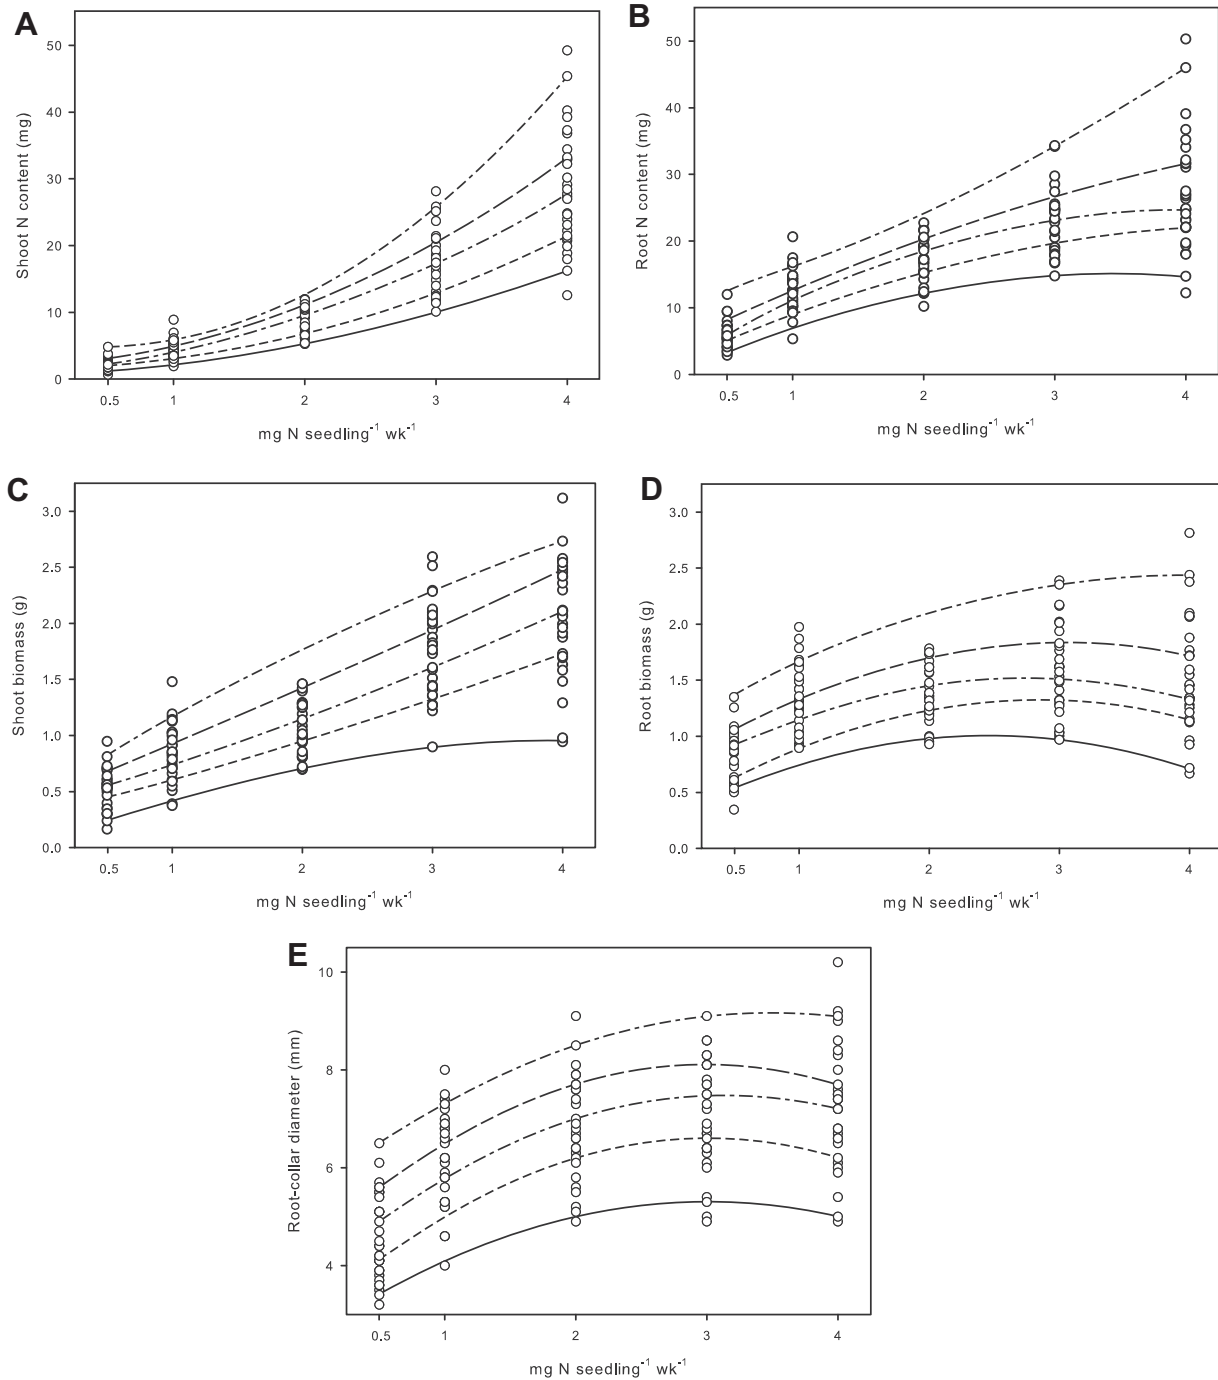 A
50
40
30
20
10
0
Shoot N content (mg)
0.5 1 2 3 4
mg N seedling⁻¹ wk⁻¹
B
50
40
30
20
10
0
Root N content (mg)
0.5 1 2 3 4
mg N seedling⁻¹ wk⁻¹
C
3.0
2.5
2.0
1.5
1.0
0.5
0.0
Shoot biomass (g)
0.5 1 2 3 4
mg N seedling⁻¹ wk⁻¹
D
3.0
2.5
2.0
1.5
1.0
0.5
0.0
Root biomass (g)
0.5 1 2 3 4
mg N seedling⁻¹ wk⁻¹
E
10
8
6
4
Root-collar diameter (mm)
0.5 1 2 3 4
mg N seedling⁻¹ wk⁻¹